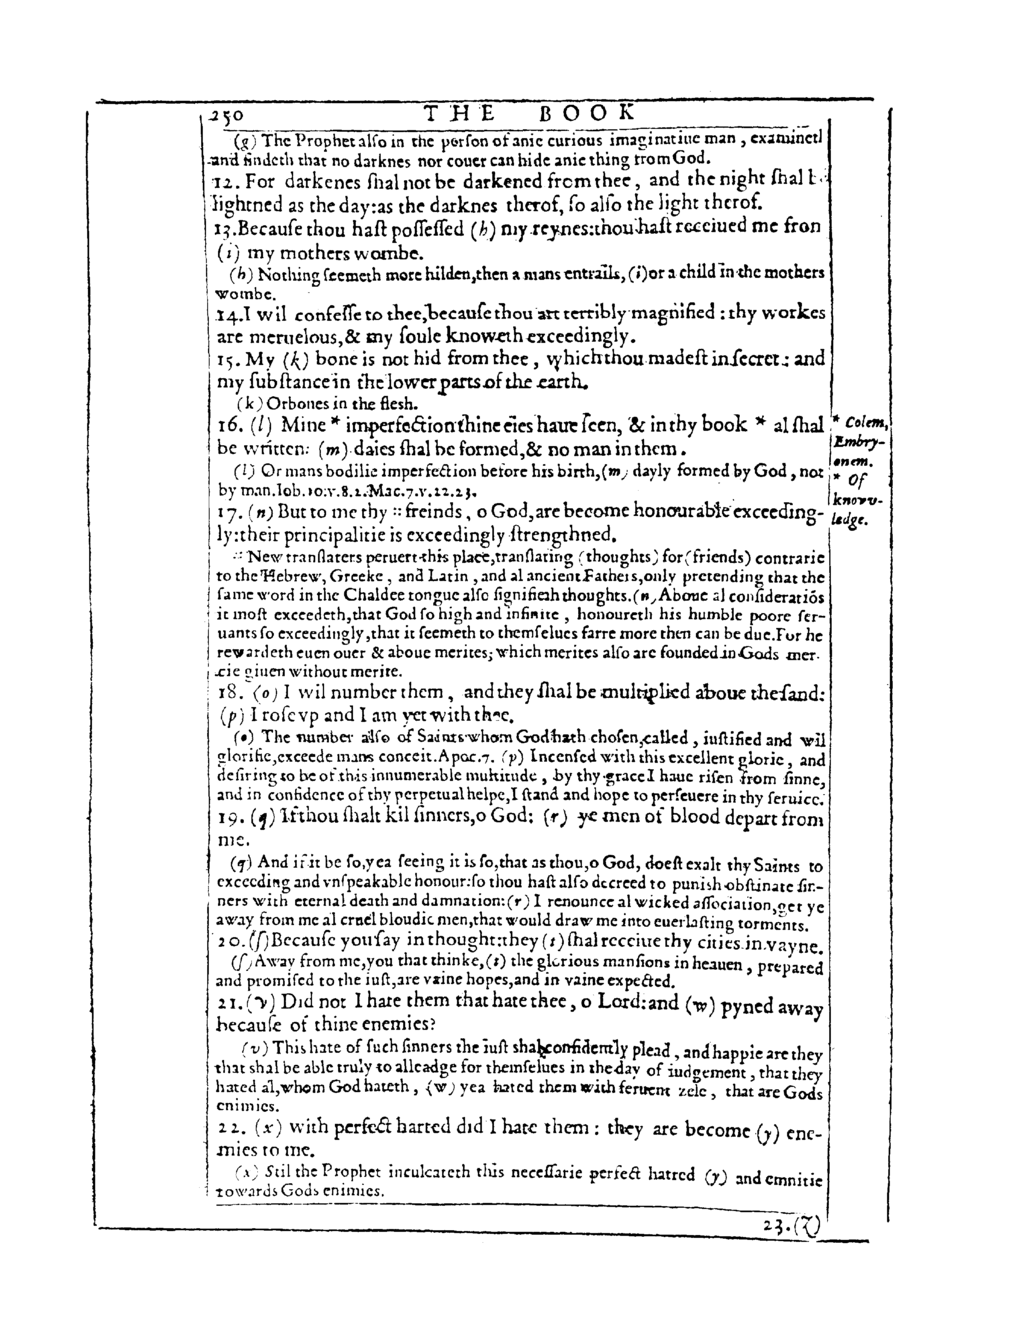 250 THE BOOK
(g) The Prophet alſo in the perſon of anie curious imaginatiue man, examineth
and findeth that no darknes nor couer can hide anie thing from God.
12. For darkenes ſhal not be darkened from thee, and the night ſhal be
lightned as the day: as the darknes therof, ſo alſo the light therof.
13. Becauſe thou haſt poſſeſſed (h) my reynes: thou haſt receiued me from
(i) my mothers wombe.
(h) Nothing ſeemeth more hidden, then a mans entrails, (i) or a child in the mothers
wombe.
14. I wil confeſſe to thee, becauſe thou art terribly magnified: thy workes
are meruelous, & my ſoule knoweth exceedingly.
15. My (k) bone is not hid from thee, which thou madeſt in ſecret: and
my ſubſtance in the lower parts of the earth.
(k) Or bones in the fleſh.
16. (l) Mine * imperfection thine eies haue ſeen, & in thy book * al ſhal
be written: (m) daies ſhal be formed, & no man in them.
* Colem,
Embry-
onem.
* Of
know-
ledge.
(l) Or mans bodilie imperfection before his birth, (m) dayly formed by God, not
by man. Iob. 10. v. 8. 2. Mac. 7. v. 22. 23.
17. (n) But to me thy :: freinds, o God, are become honourable exceeding-
ly: their principalitie is exceedingly ſtrengthned.
:: New tranſlaters peruert this place, tranſlating (thoughts) for (friends) contrarie
to the Hebrew, Greeke, and Latin, and al ancient Fathers, only pretending that the
ſame word in the Chaldee tongue alſo ſignifieth thoughts. (n) Aboue al conſideratiōs
it moſt exceedeth, that God ſo high and infinite, honoureth his humble poore ſer-
uants ſo exceedingly, that it ſeemeth to themſelues farre more then can be due. For he
rewardeth euen ouer & aboue merites; which merites alſo are founded in Gods mer-
cie giuen without merite.
18. (o) I wil number them, and they ſhal be multiplied aboue the ſand:
(p) I roſe vp and I am yet with thee.
(o) The number alſo of Saints whom God hath choſen, called, iuſtified and wil
glorifie, exceede mans conceit. Apoc. 7. (p) Incenſed with this excellent glorie, and
deſiring to be of this innumerable multitude, by thy grace I haue riſen from ſinne,
and in confidence of thy perpetual helpe, I ſtand and hope to perſeuere in thy ſeruice.
19. (q) If thou ſhalt kil ſinners, o God: (r) ye men of blood depart from
me.
(q) And if it be ſo, yea ſeeing it is ſo, that as thou, o God, doeſt exalt thy Saints to
exceeding and vnſpeakable honour: ſo thou haſt alſo decreed to puniſh obſtinate ſin-
ners with eternal death and damnation: (r) I renounce al wicked aſſociation, get ye
away from me al cruel bloudie men, that would draw me into euerlaſting torments.
20. (ſ) Becauſe you ſay in thought: they (t) ſhal receiue thy cities in vayne.
(ſ) Away from me, you that thinke, (t) the glorious manſions in heauen, prepared
and promiſed to the iuſt, are vaine hopes, and in vaine expected.
21. (v) Did not I hate them that hate thee, o Lord: and (w) pyned away
becauſe of thine enemies?
(v) This hate of ſuch ſinners the iuſt ſhal confidently plead, and happie are they
that ſhal be able truly to alleadge for themſelues in the day of iudgement, that they
hated al, whom God hateth, (w) yea hated them with feruent zele, that are Gods
enimies.
22. (x) with perfect harted did I hate them: they are become (y) ene-
mies to me.
(x) Stil the Prophet inculcateth this neceſſarie perfect hatred (y) and emnitie
towards Gods enimies.
23. (Z)